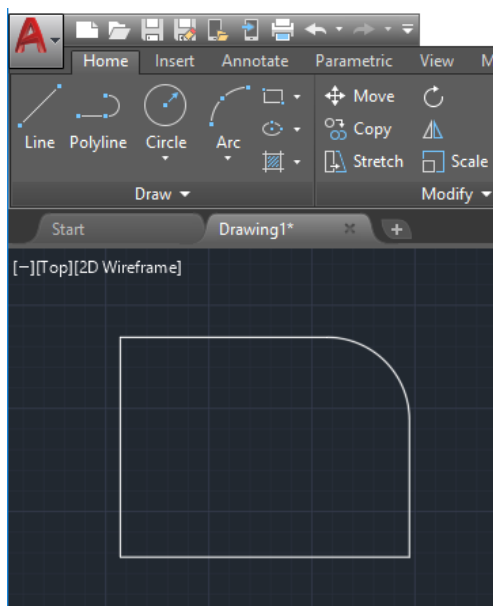 A
Home Insert Annotate Parametric View M
Line Polyline Circle Arc
Move
Copy
Stretch Scale
Draw Modify
Start Drawing1*
[−][Top][2D Wireframe]